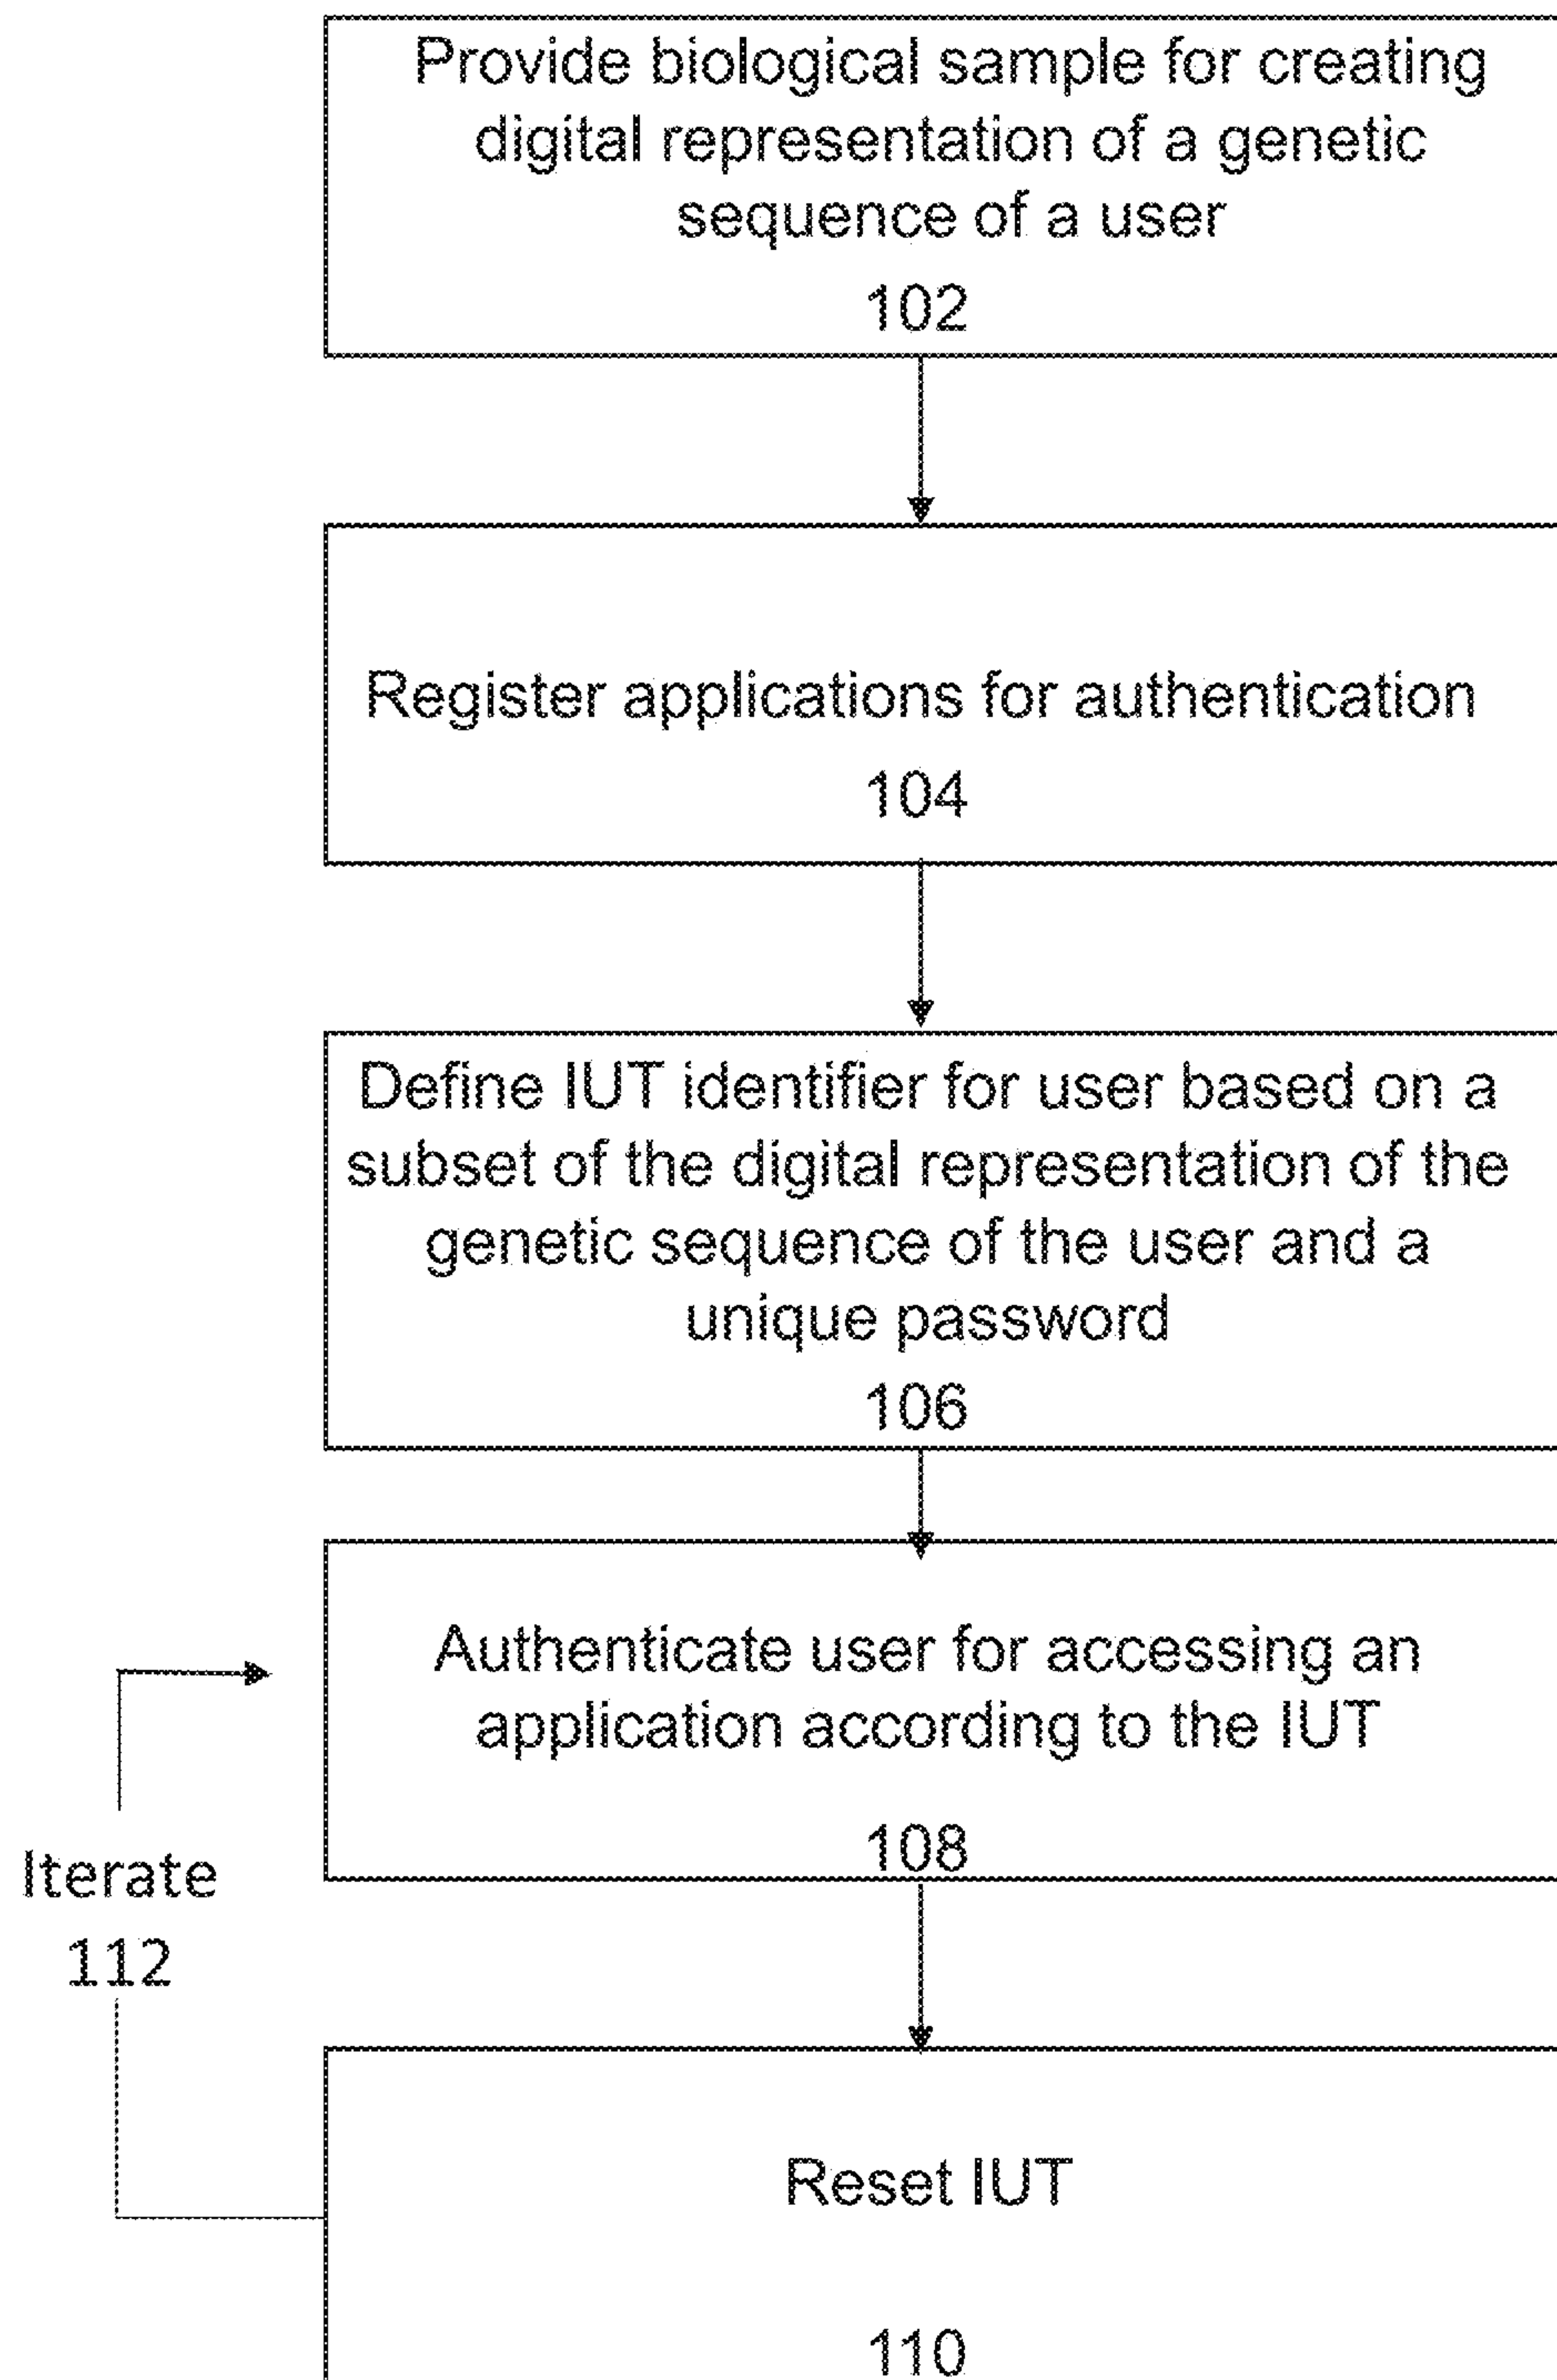 Provide biological sample for creating
digital representation of a genetic
sequence of a user
102
Register applications for authentication
104
Define IUT identifier for user based on a
subset of the digital representation of the
genetic sequence of the user and a
unique password
106
Authenticate user for accessing an
application according to the IUT
108
Iterate
112
Reset IUT
110